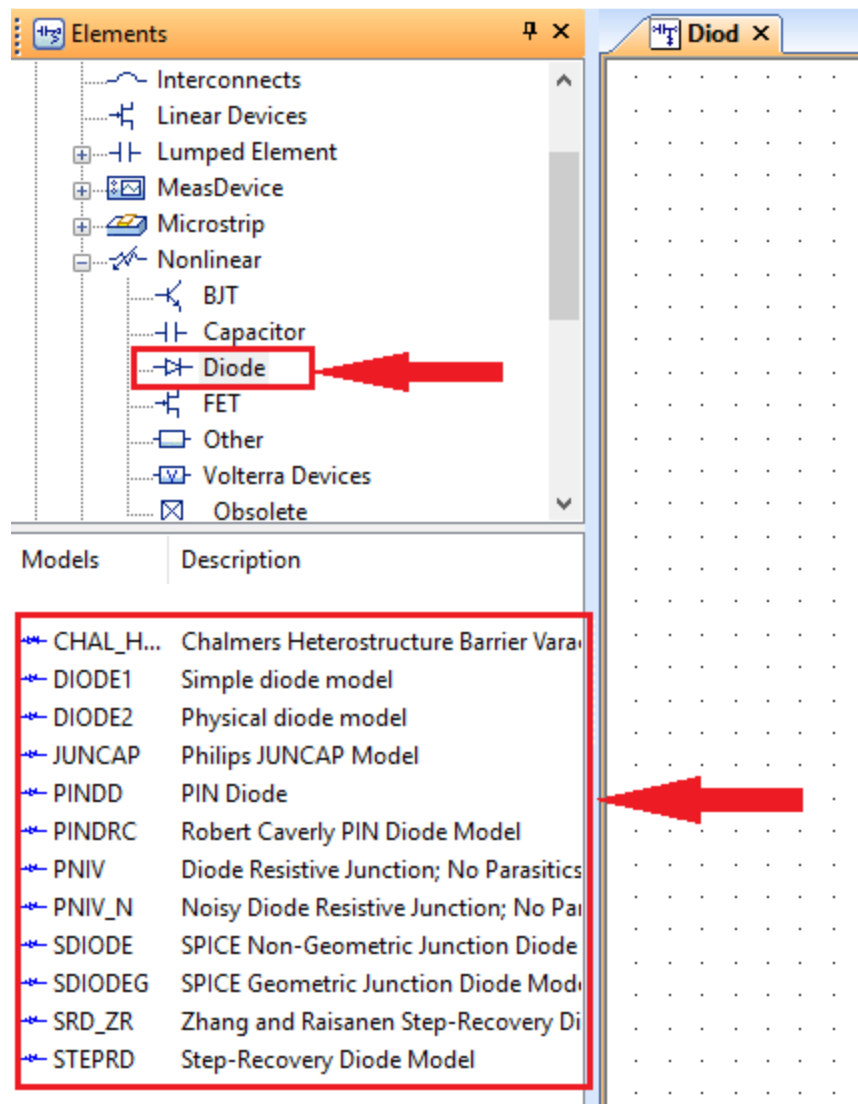 Elements
Diod
Interconnects
Linear Devices
Lumped Element
MeasDevice
Microstrip
Nonlinear
BJT
Capacitor
Diode
FET
Other
Volterra Devices
Obsolete
Models Description
CHAL_H... Chalmers Heterostructure Barrier Vara
DIODE1 Simple diode model
DIODE2 Physical diode model
JUNCAP Philips JUNCAP Model
PINDD PIN Diode
PINDRC Robert Caverly PIN Diode Model
PNIV Diode Resistive Junction; No Parasitics
PNIV_N Noisy Diode Resistive Junction; No Pa
SDIODE SPICE Non-Geometric Junction Diode
SDIODEG SPICE Geometric Junction Diode Mod
SRD_ZR Zhang and Raisanen Step-Recovery Di
STEPRD Step-Recovery Diode Model